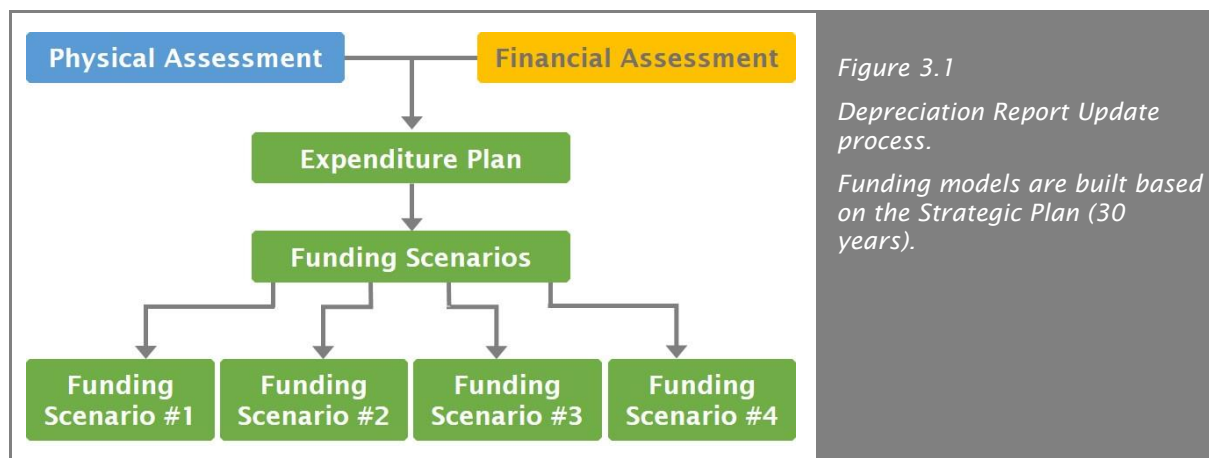 Physical Assessment
Financial Assessment
Expenditure Plan
Funding Scenarios
Funding
Scenario #1
Funding
Scenario #2
Funding
Scenario #3
Funding
Scenario #4
Figure 3.1
Depreciation Report Update
process.
Funding models are built based
on the Strategic Plan (30
years).